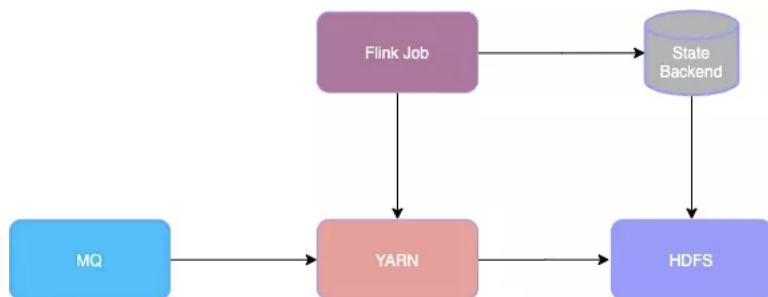 Flink Job
State
Backend
MQ
YARN
HDFS